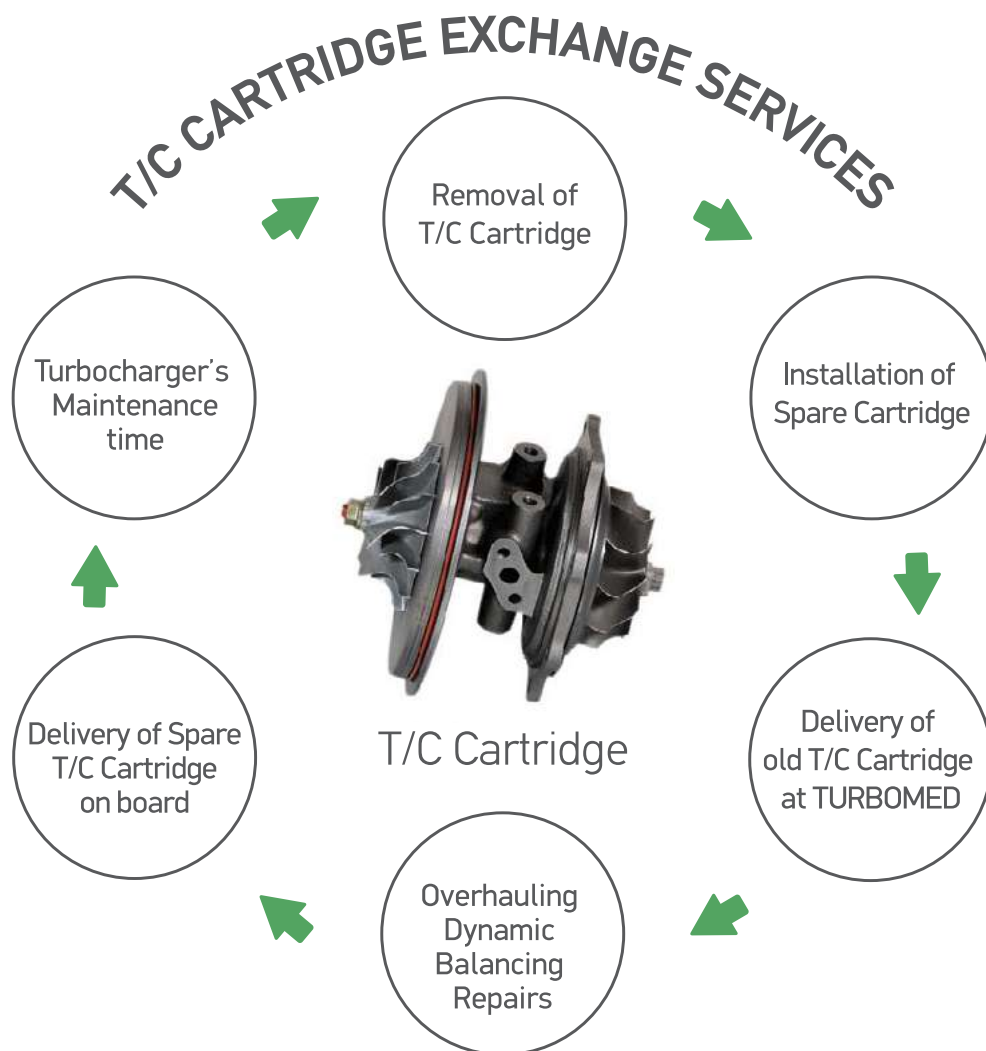 T/C CARTRIDGE EXCHANGE SERVICES
Removal of
T/C Cartridge
Installation of
Spare Cartridge
Delivery of
old T/C Cartridge
at TURBOMED
Overhauling
Dynamic
Balancing
Repairs
Delivery of Spare
T/C Cartridge
on board
Turbocharger's
Maintenance
time
T/C Cartridge